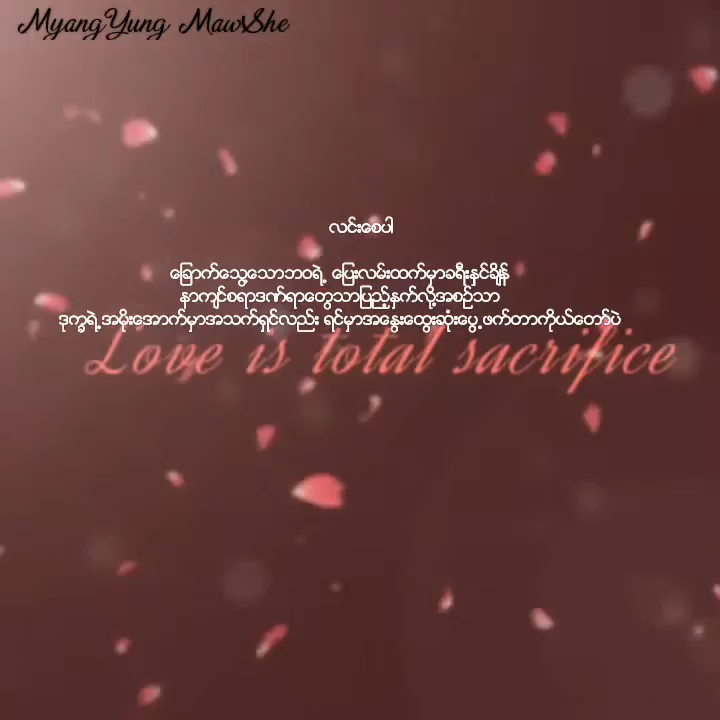 MyangYung MawsShe
လင်းစေပါ
ခြောက်သွေ့သောဘဝရဲ့ ပြေးလမ်းထက်မှာခရီးနှင်ချိန်
နာကျင်စရာဒဏ်ရာတွေသာပြည့်နှက်လို့အစဉ်သာ
ဒုက္ခရဲ့အမိုးအောက်မှာအသက်ရှင်လည်း ရင်မှာအနွေးထွေးဆုံးပွေ့ဖက်တာကိုယ်တော်ပဲ
Love is total sacrifice